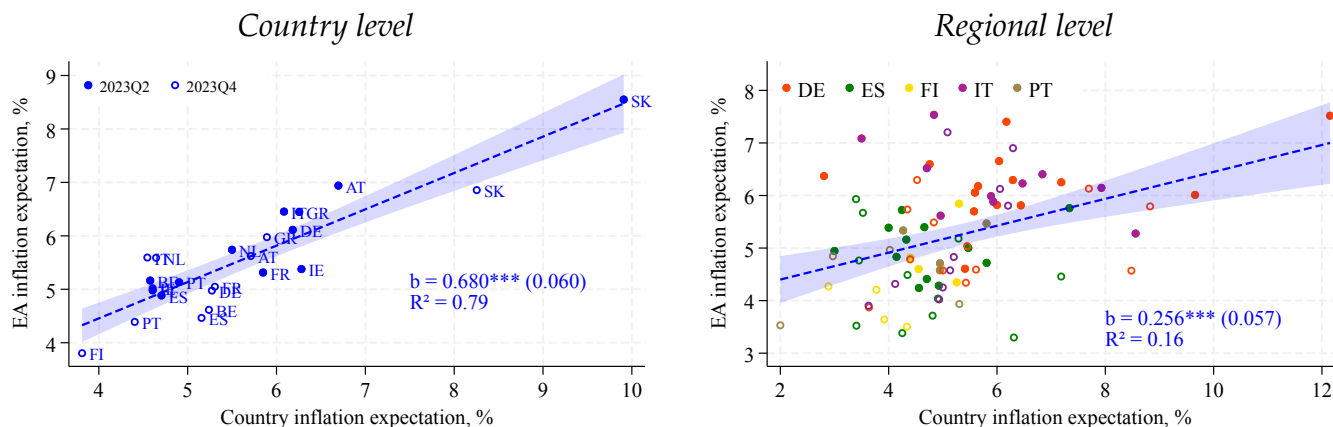 Country level
EA inflation expectation, %
9
8
7
6
5
4
2023Q2
2023Q4
SK
AT
SK
GR
DE
GR
NL
AT
NL
FR
IE
BE
PT
ES
FR
DE
BE
ES
PT
FI
b = 0.680*** (0.060)
R² = 0.79
4 5 6 7 8 9 10
Country inflation expectation, %
Regional level
EA inflation expectation, %
8
7
6
5
4
3
DE ES FI IT PT
b = 0.256*** (0.057)
R² = 0.16
2 4 6 8 10 12
Country inflation expectation, %